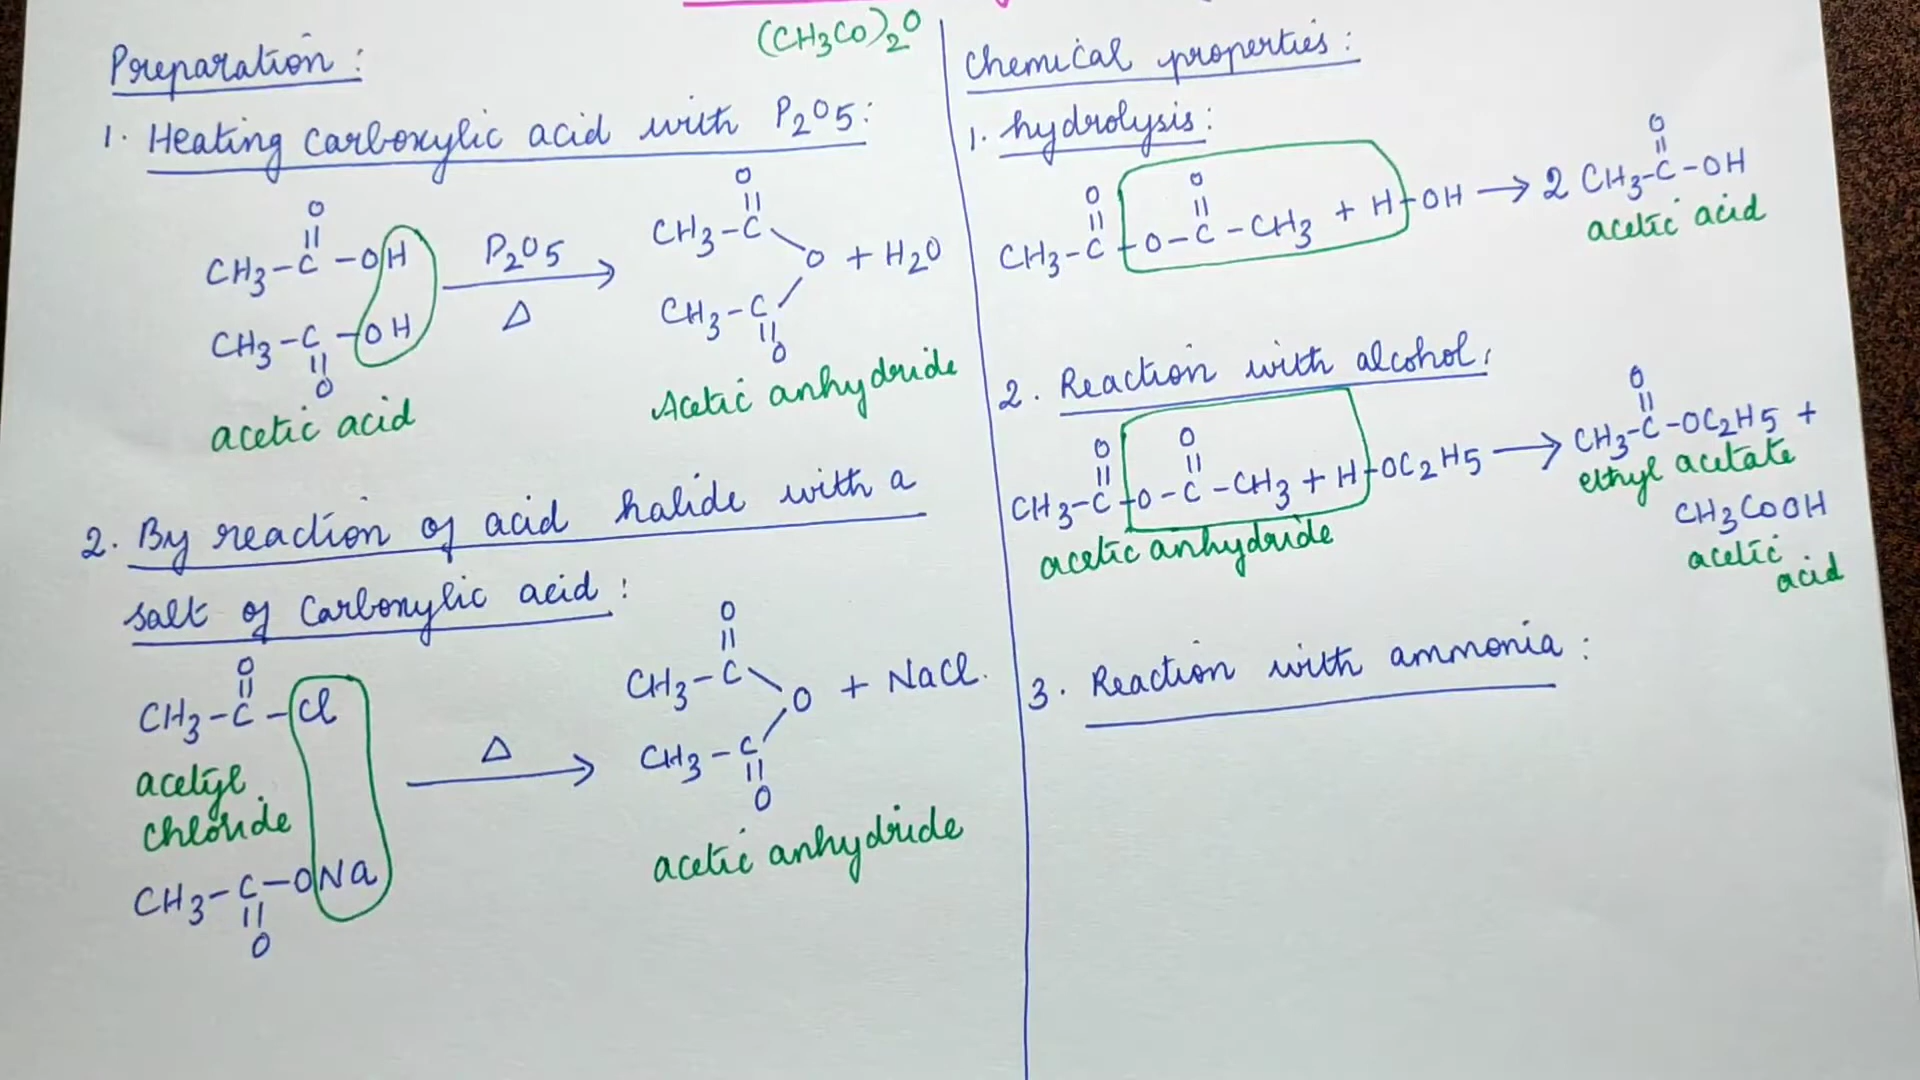 (CH3CO)2O
Preparation:
1. Heating carboxylic acid with P2O5:
O
||
CH3-C-OH
CH3-C-OH
||
O
acetic acid
P2O5
△
O
||
CH3-C
O + H2O
CH3-C
||
O
Acetic anhydride
2. By reaction of acid halide with a
salt of Carboxylic acid:
O
||
CH3-C-Cl
acetyl
chloride
CH3-C-ONa
||
O
△
O
||
CH3-C
O + NaCl.
CH3-C
||
O
acetic anhydride
Chemical properties:
1. hydrolysis:
O O O
|| || ||
CH3-C-O-C-CH3 + H-OH → 2 CH3-C-OH
acetic acid
2. Reaction with alcohol:
O O O
|| || ||
CH3-C-O-C-CH3 + H-OC2H5 → CH3-C-OC2H5 +
acetic anhydride
ethyl acetate
CH3COOH
acetic
acid
3. Reaction with ammonia: